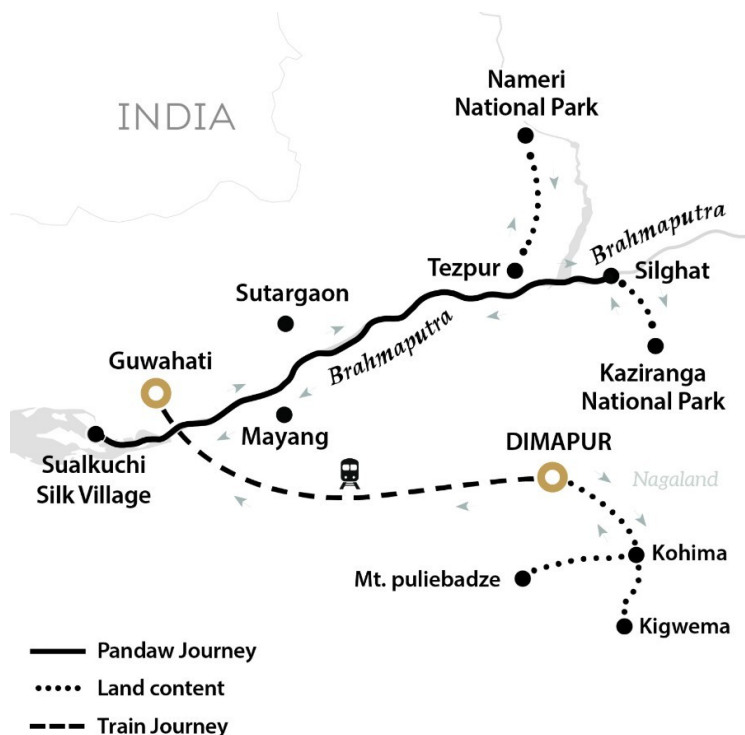 INDIA
Nameri
National Park
Brahmaputra
Tezpur
Silghat
Sutargaon
Brahmaputra
Guwahati
Kaziranga
National Park
Mayang
DIMAPUR
Sualkuchi
Silk Village
Nagaland
Kohima
Mt. puliebadze
Kigwema
Pandaw Journey
Land content
Train Journey